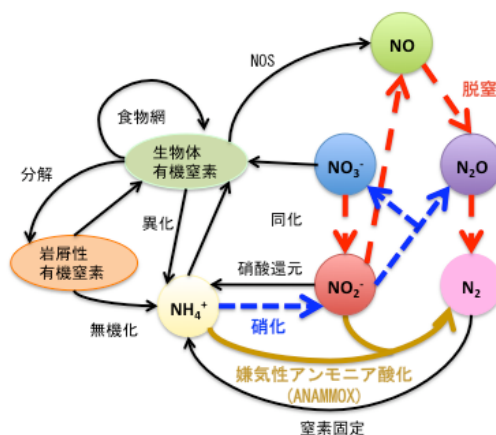 NO
NOS
脱窒
食物網
生物体
有機窒素
NO₃⁻
N₂O
分解
異化
同化
岩屑性
有機窒素
硝酸還元
NH₄⁺
NO₂⁻
N₂
無機化
硝化
嫌気性アンモニア酸化
(ANAMMOX)
窒素固定